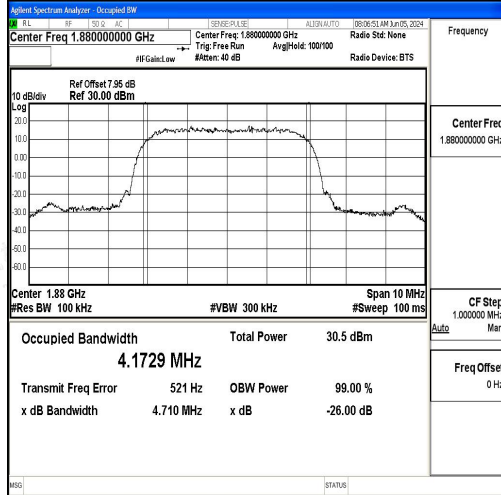 Agilent Spectrum Analyzer - Occupied BW
RL RF 50 Ω AC SENSE:PULSE ALIGN AUTO 08:06:51 AM Jun 05, 2024
Center Freq 1.880000000 GHz
Center Freq: 1.880000000 GHz
Radio Std: None
Trig: Free Run Avg|Hold: 100/100
#IFGain:Low #Atten: 40 dB Radio Device: BTS
Ref Offset 7.95 dB
10 dB/div Ref 30.00 dBm
Log
20.0
10.0
0.00
-10.0
-20.0
-30.0
-40.0
-50.0
-60.0
Center 1.88 GHz Span 10 MHz
#Res BW 100 kHz #VBW 300 kHz #Sweep 100 ms
Occupied Bandwidth Total Power 30.5 dBm
4.1729 MHz
Transmit Freq Error 521 Hz OBW Power 99.00 %
x dB Bandwidth 4.710 MHz x dB -26.00 dB
MSG STATUS
Frequency
Center Freq
1.880000000 GHz
CF Step
1.000000 MHz
Auto Man
Freq Offset
0 Hz